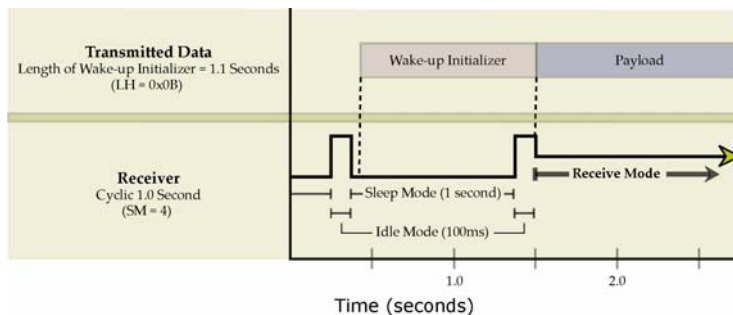 Transmitted Data
Length of Wake-up Initializer = 1.1 Seconds
(LH = 0x0B)
Wake-up Initializer
Payload
Receiver
Cyclic 1.0 Second
(SM = 4)
Sleep Mode (1 second)
Receive Mode
Idle Mode (100ms)
1.0
2.0
Time (seconds)